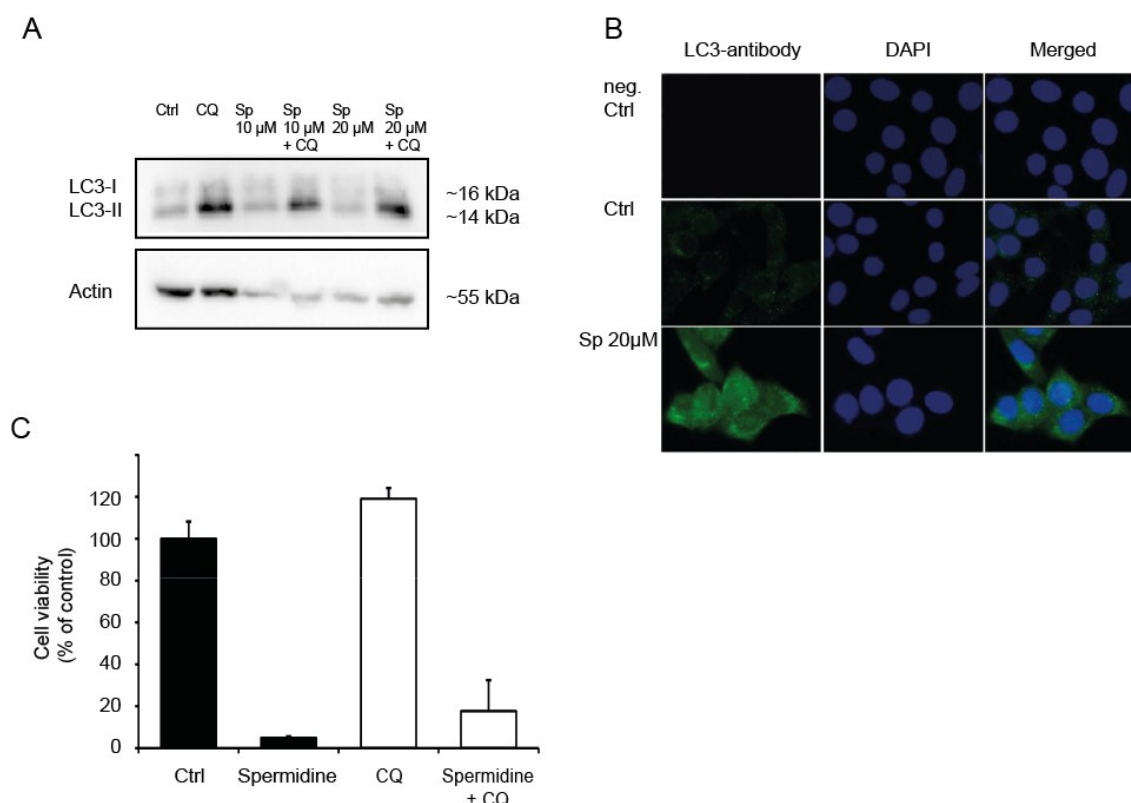 A
Ctrl CQ Sp 10 µM Sp 10 µM + CQ Sp 20 µM Sp 20 µM + CQ
LC3-I
LC3-II
~16 kDa
~14 kDa
Actin
~55 kDa
B
LC3-antibody DAPI Merged
neg.
Ctrl
Ctrl
Sp 20µM
C
Cell viability
(% of control)
120
100
80
60
40
20
0
Ctrl Spermidine CQ Spermidine
+ CQ